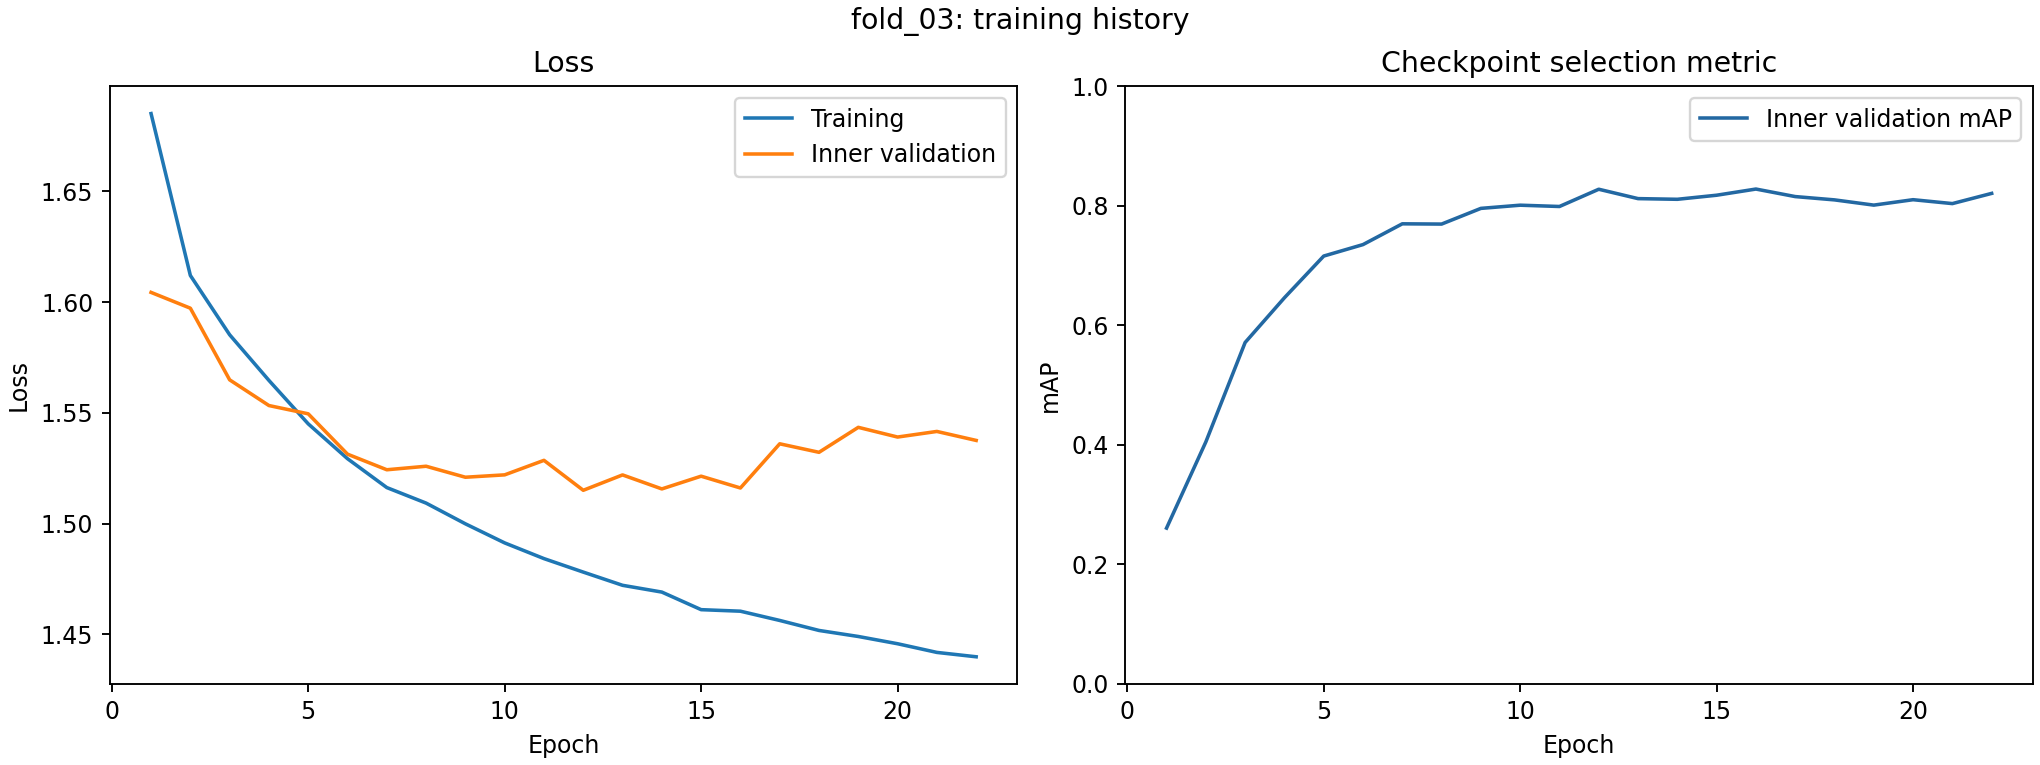 fold_03: training history
Loss
Training
Inner validation
1.65
1.60
1.55
1.50
1.45
Loss
0
5
10
15
20
Epoch
Checkpoint selection metric
Inner validation mAP
1.0
0.8
0.6
0.4
0.2
0.0
mAP
0
5
10
15
20
Epoch